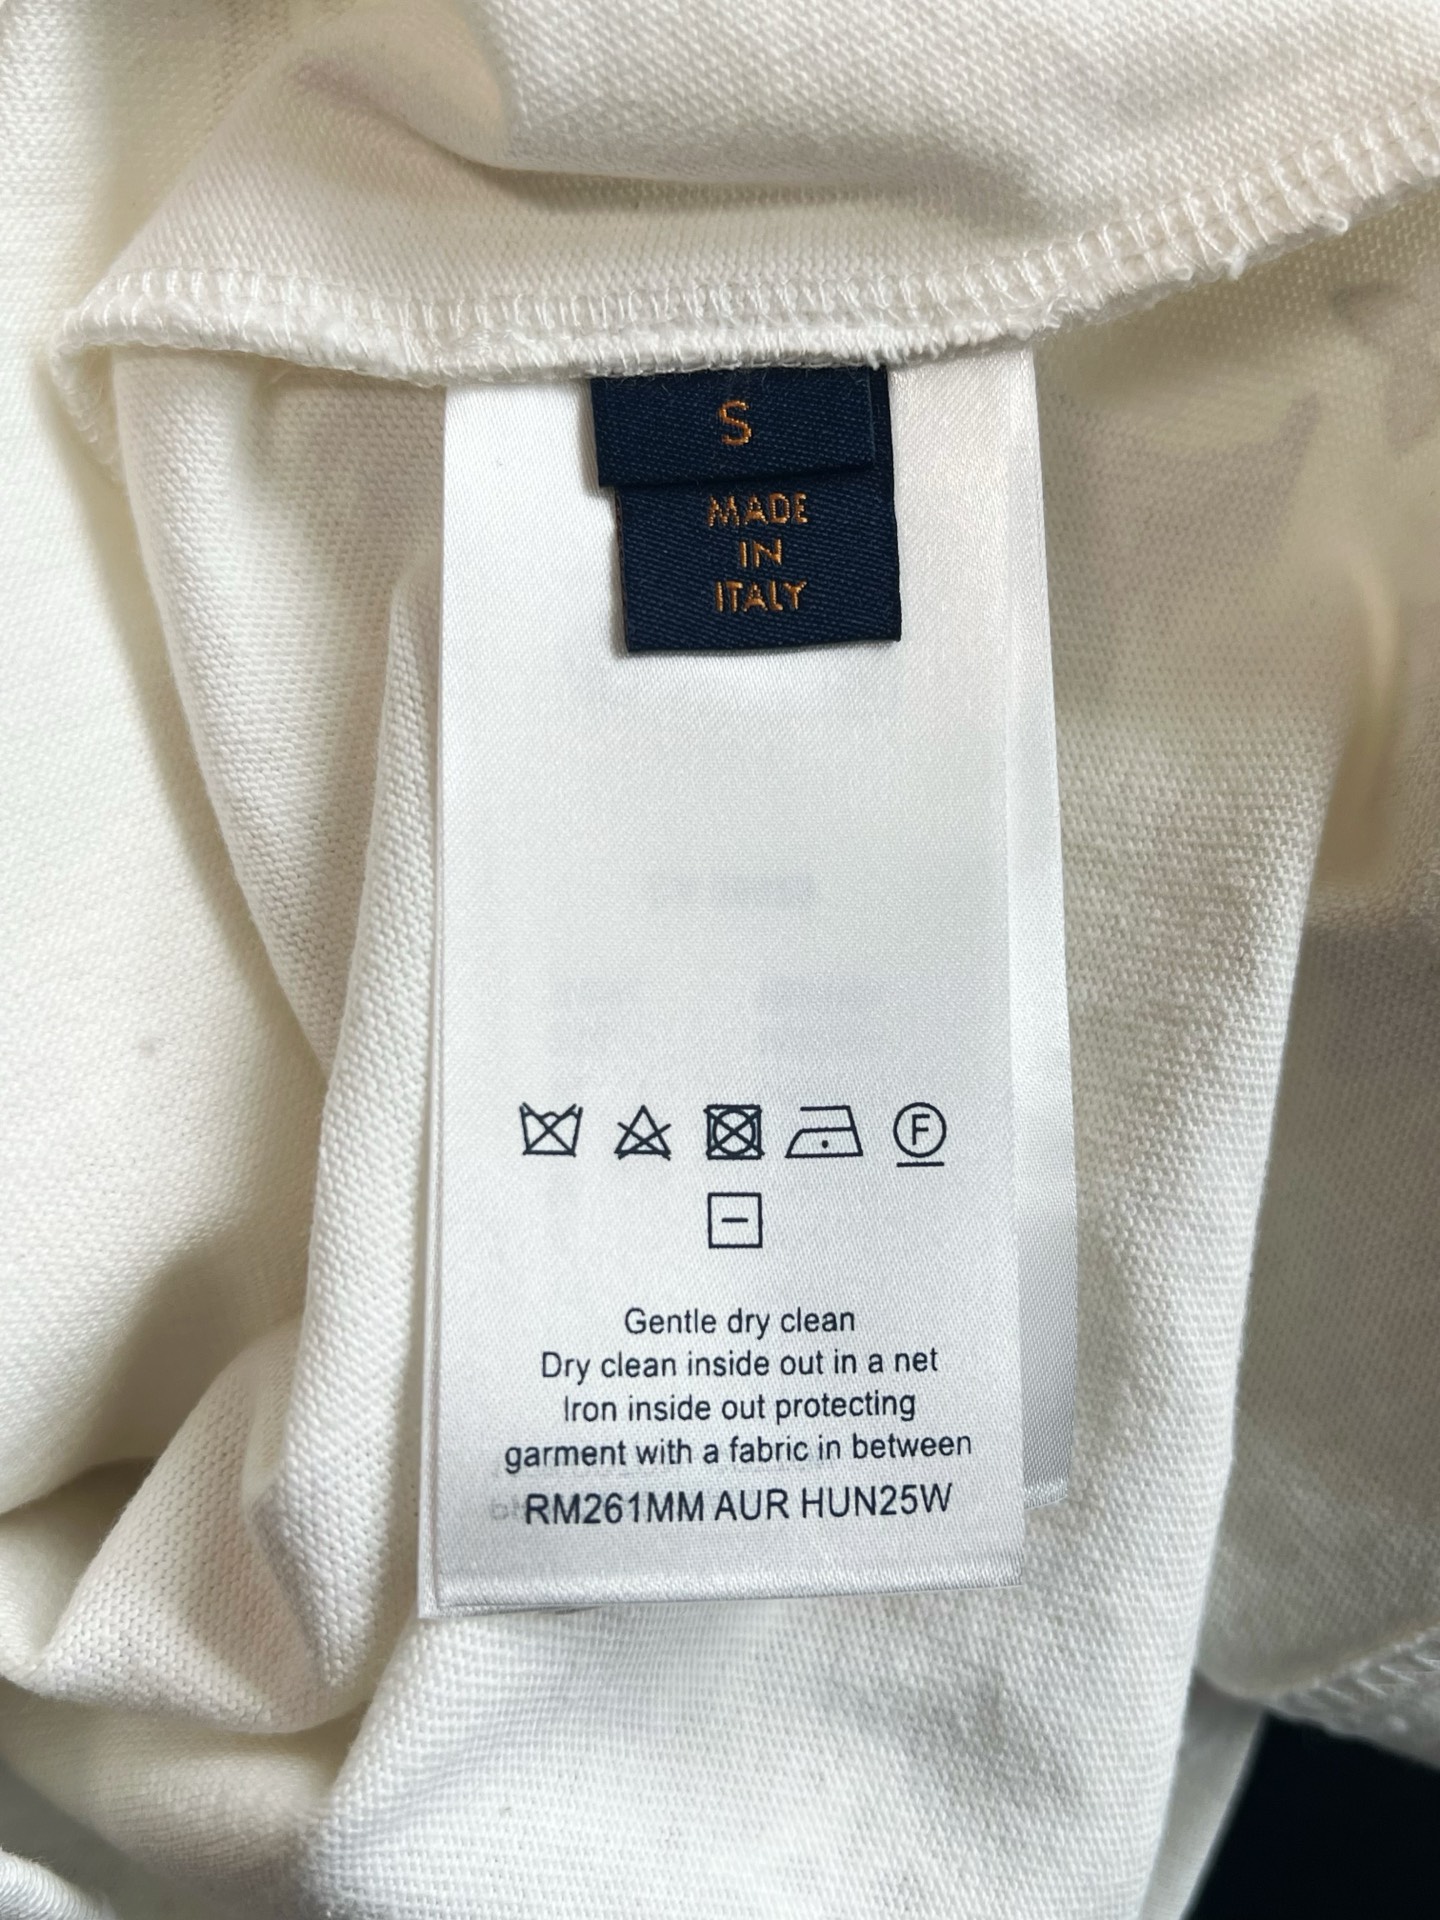 S
MADE
IN
ITALY
F
Gentle dry clean
Dry clean inside out in a net
Iron inside out protecting
garment with a fabric in between
RM261MM AUR HUN25W